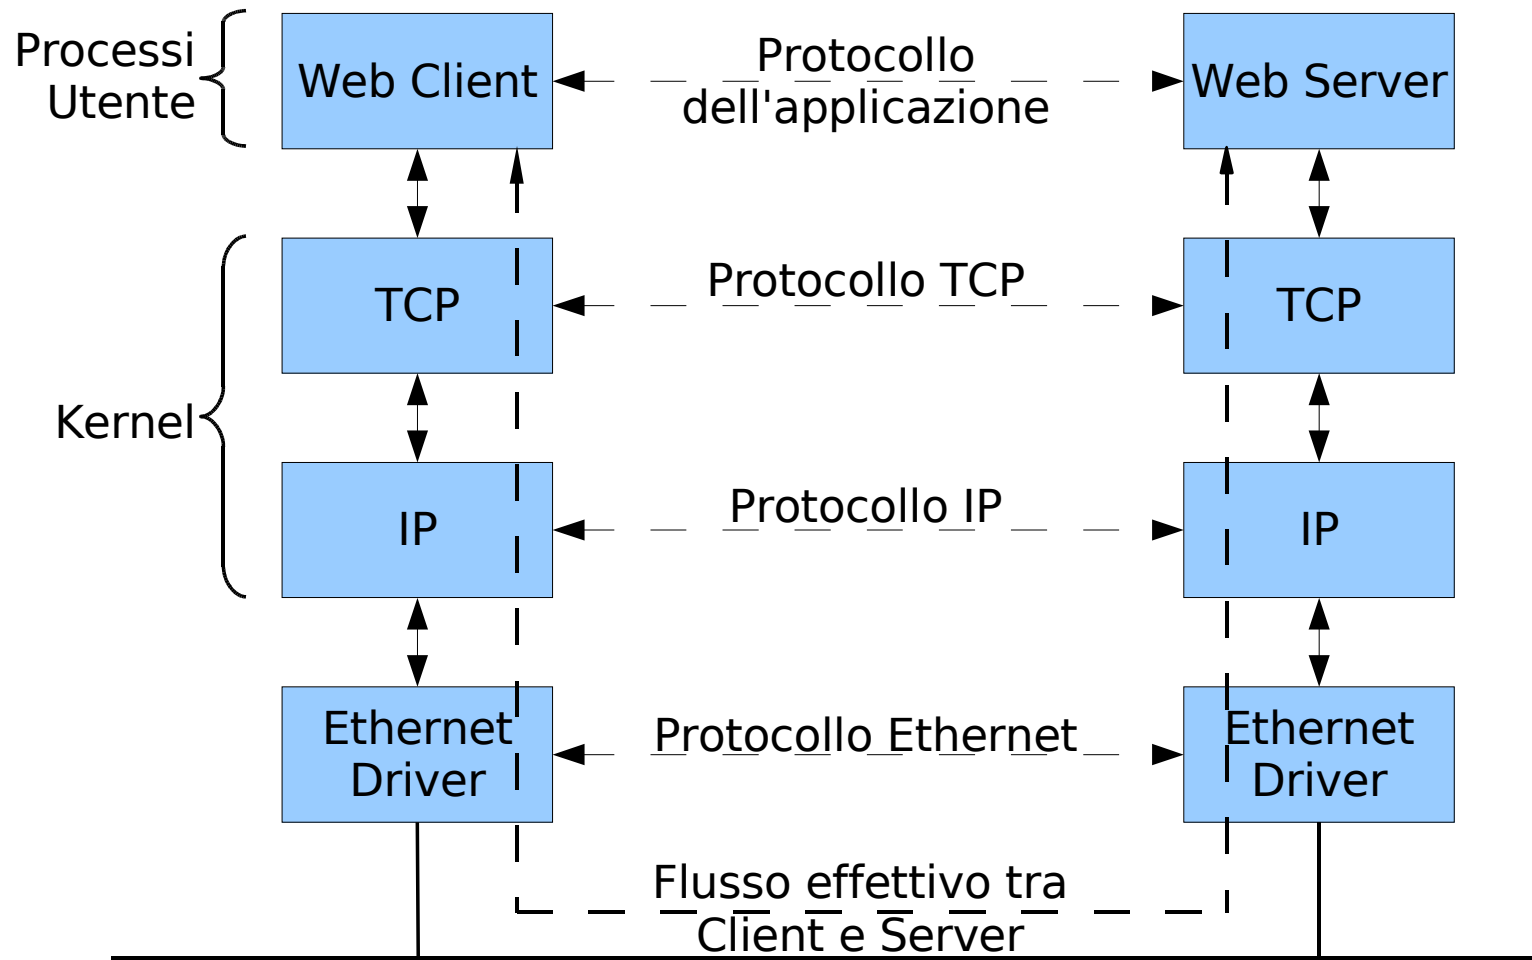 Processi
Utente
Web Client
Protocollo
dell'applicazione
Web Server
TCP
Protocollo TCP
TCP
Kernel
IP
Protocollo IP
IP
Ethernet
Driver
Protocollo Ethernet
Ethernet
Driver
Flusso effettivo tra
Client e Server